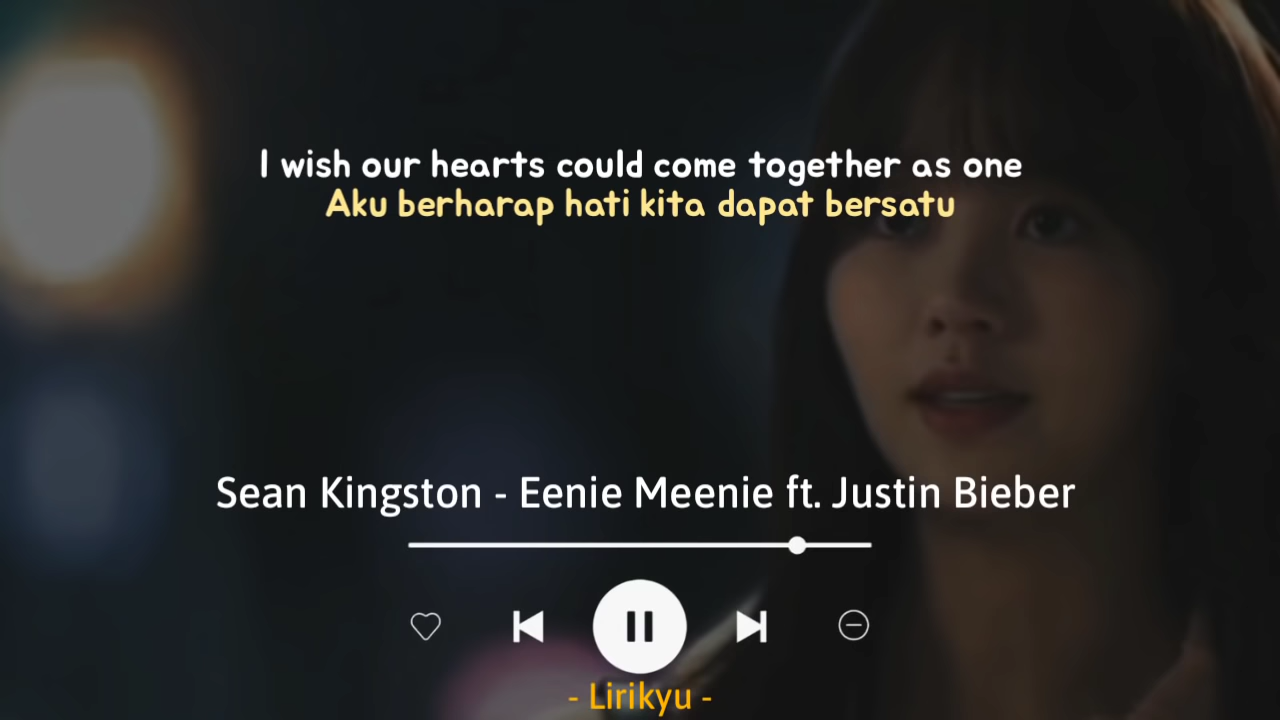 I wish our hearts could come together as one
Aku berharap hati kita dapat bersatu
Sean Kingston - Eenie Meenie ft. Justin Bieber
- Lirikyu -